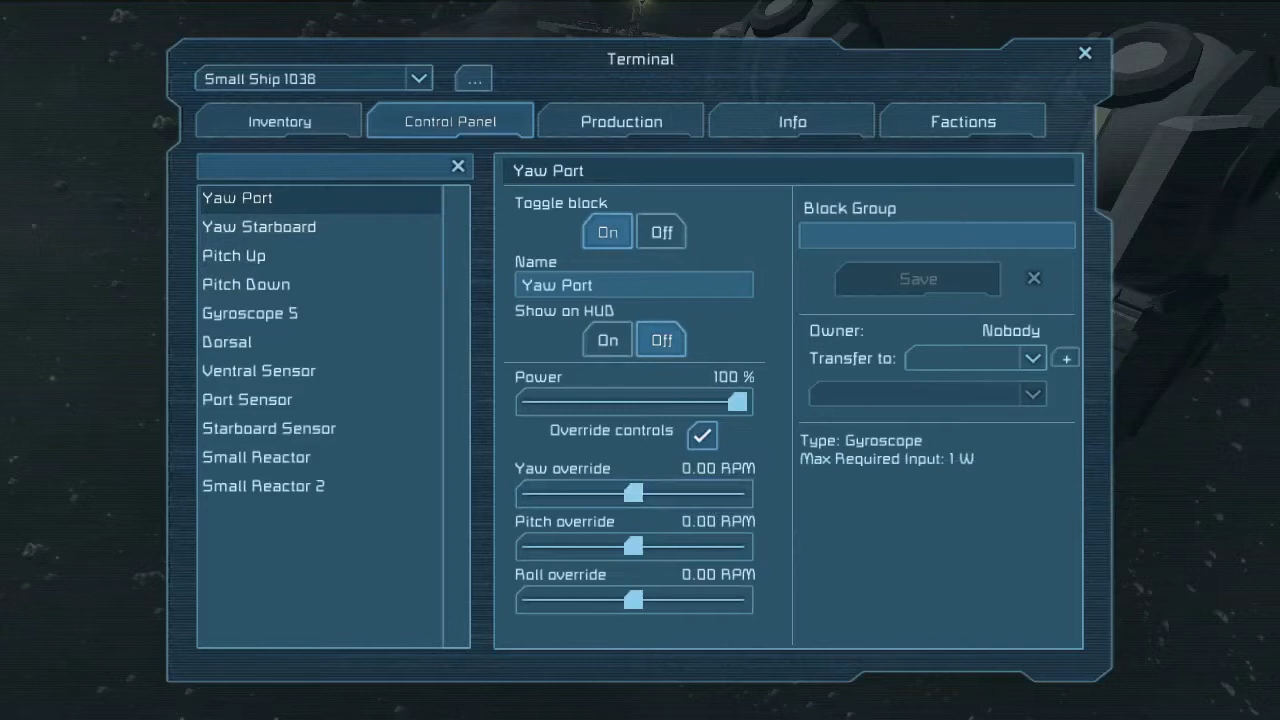 Terminal
Small Ship 1038
...
Inventory
Control Panel
Production
Info
Factions
Yaw Port
Yaw Starboard
Pitch Up
Pitch Down
Gyroscope 5
Dorsal
Ventral Sensor
Port Sensor
Starboard Sensor
Small Reactor
Small Reactor 2
Yaw Port
Toggle block
On Off
Name
Yaw Port
Show on HUD
On Off
Power 100 %
Override controls
Yaw override 0.00 RPM
Pitch override 0.00 RPM
Roll override 0.00 RPM
Block Group
Save
Owner: Nobody
Transfer to:
+
Type: Gyroscope
Max Required Input: 1 W